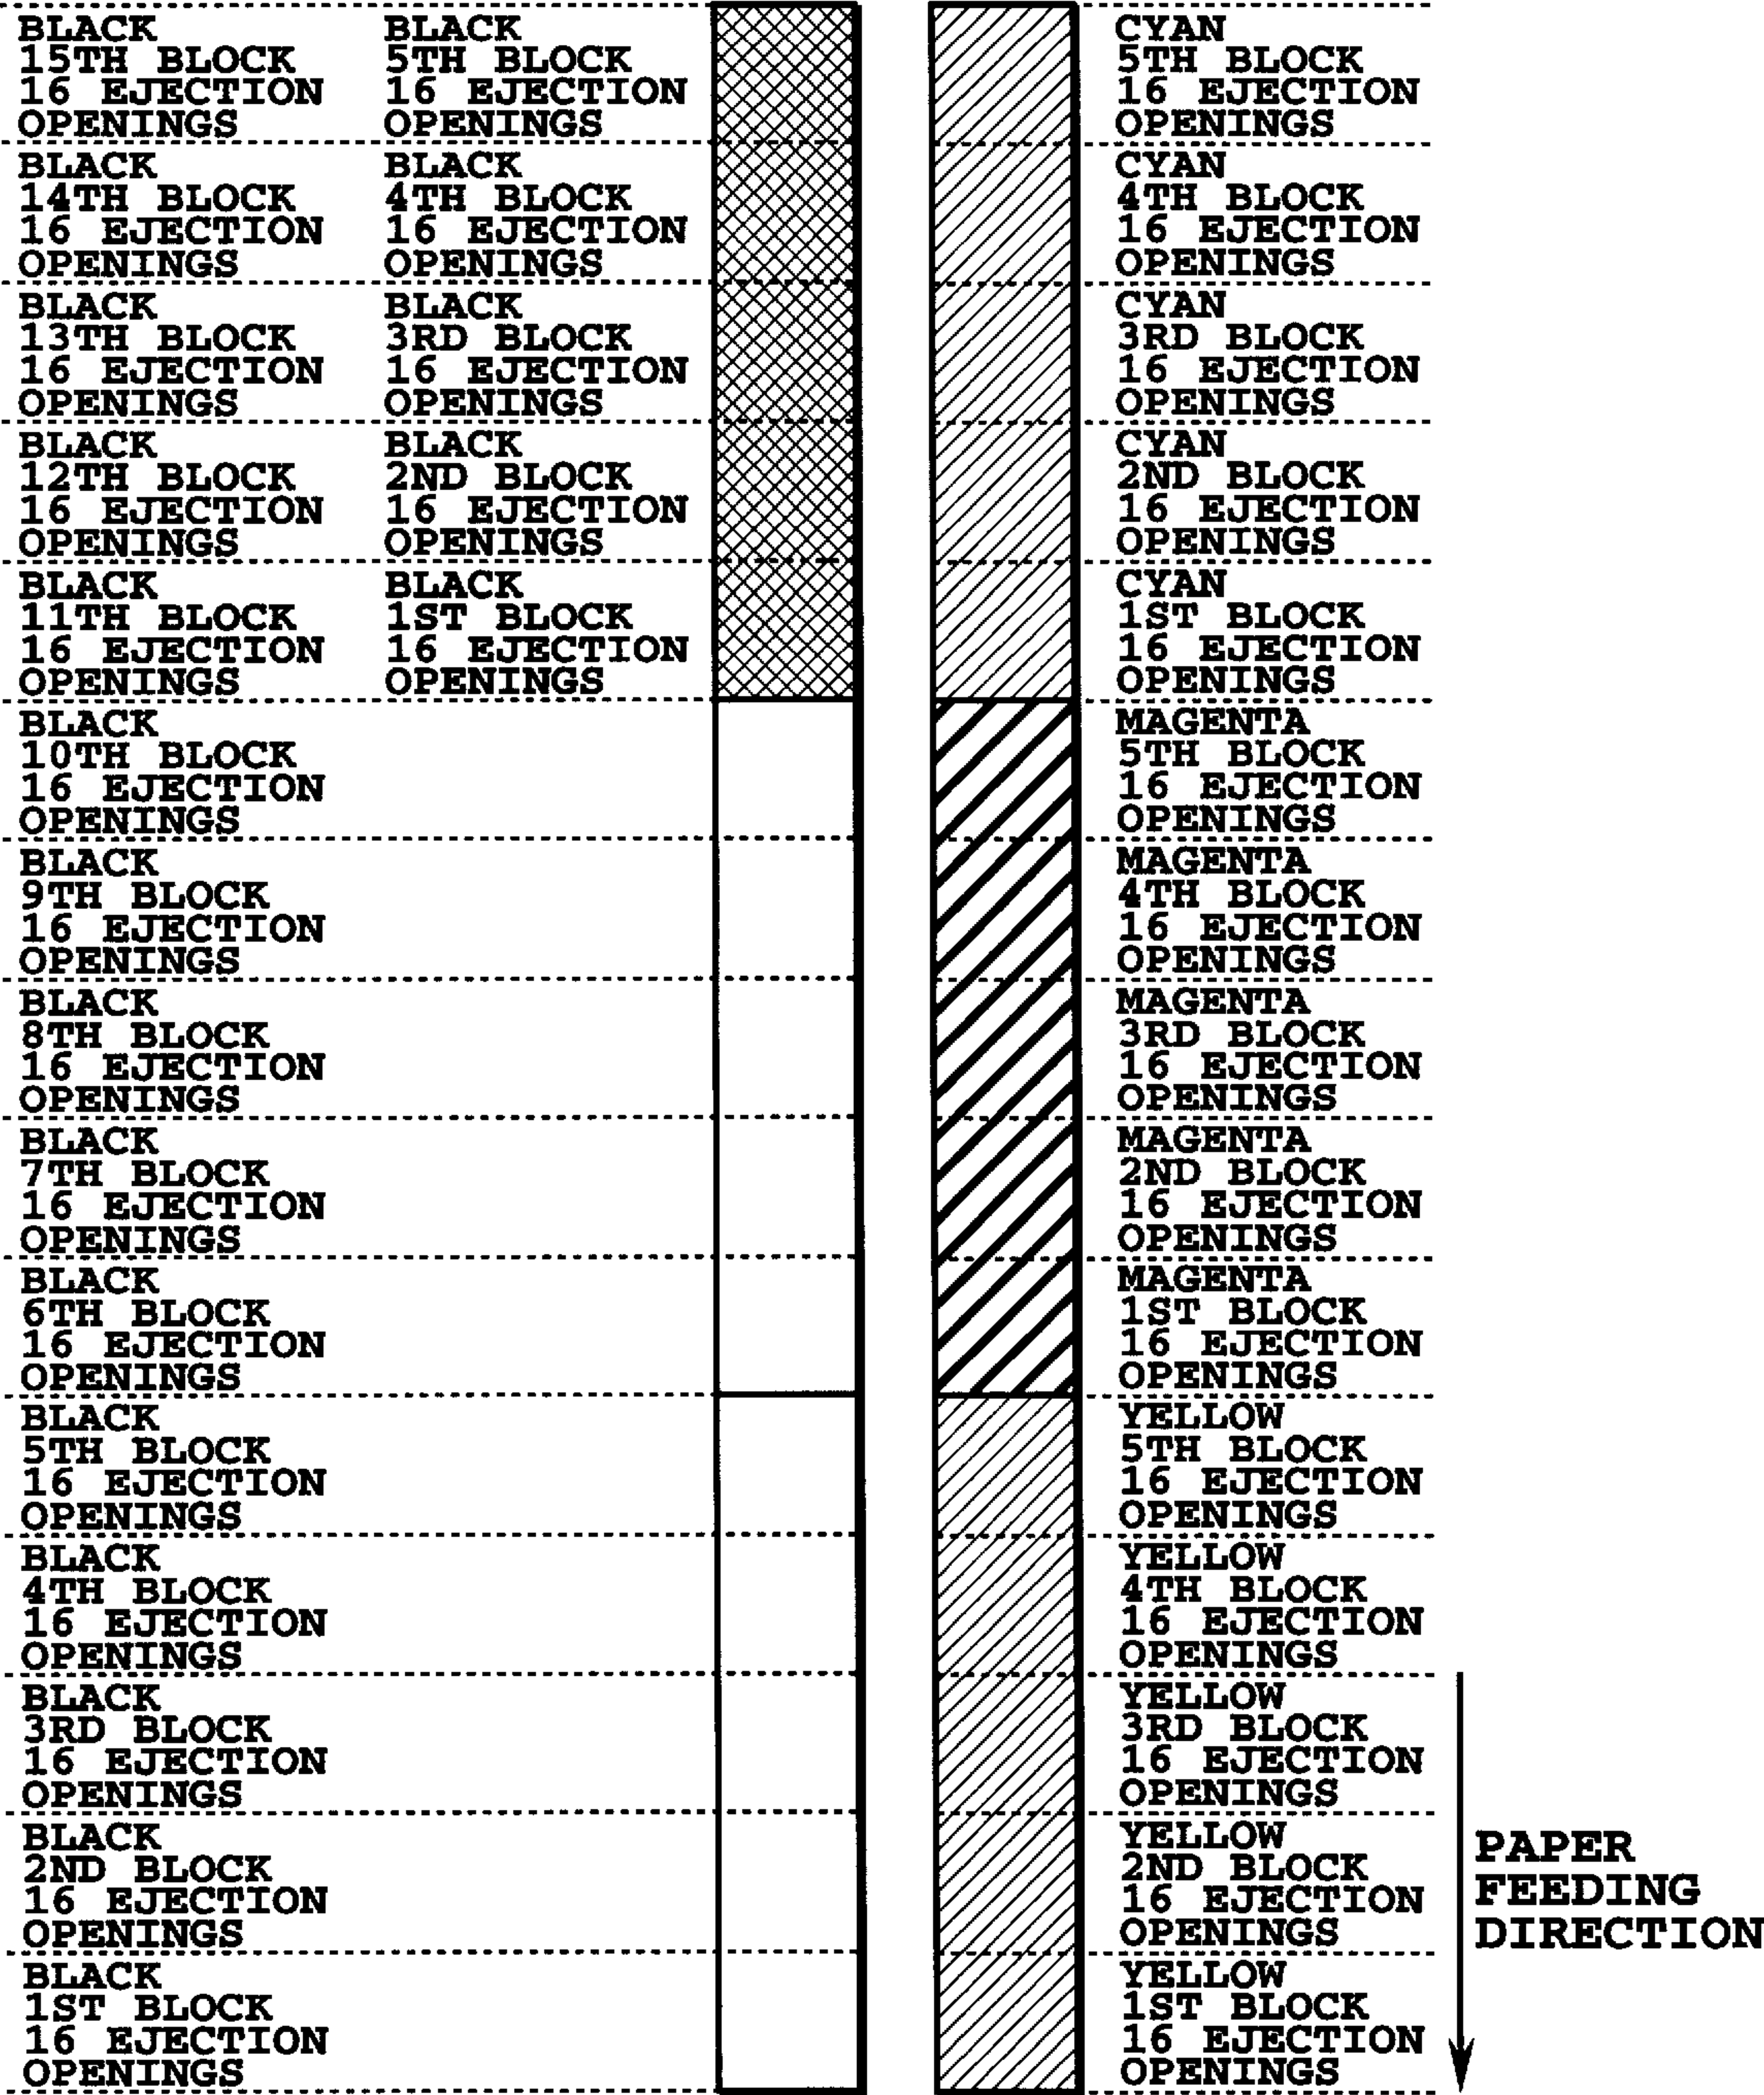 BLACK
15TH BLOCK
16 EJECTION
OPENINGS
BLACK
14TH BLOCK
16 EJECTION
OPENINGS
BLACK
13TH BLOCK
16 EJECTION
OPENINGS
BLACK
12TH BLOCK
16 EJECTION
OPENINGS
BLACK
11TH BLOCK
16 EJECTION
OPENINGS
BLACK
10TH BLOCK
16 EJECTION
OPENINGS
BLACK
9TH BLOCK
16 EJECTION
OPENINGS
BLACK
8TH BLOCK
16 EJECTION
OPENINGS
BLACK
7TH BLOCK
16 EJECTION
OPENINGS
BLACK
6TH BLOCK
16 EJECTION
OPENINGS
BLACK
5TH BLOCK
16 EJECTION
OPENINGS
BLACK
4TH BLOCK
16 EJECTION
OPENINGS
BLACK
3RD BLOCK
16 EJECTION
OPENINGS
BLACK
2ND BLOCK
16 EJECTION
OPENINGS
BLACK
1ST BLOCK
16 EJECTION
OPENINGS
BLACK
5TH BLOCK
16 EJECTION
OPENINGS
BLACK
4TH BLOCK
16 EJECTION
OPENINGS
BLACK
3RD BLOCK
16 EJECTION
OPENINGS
BLACK
2ND BLOCK
16 EJECTION
OPENINGS
BLACK
1ST BLOCK
16 EJECTION
OPENINGS
CYAN
5TH BLOCK
16 EJECTION
OPENINGS
CYAN
4TH BLOCK
16 EJECTION
OPENINGS
CYAN
3RD BLOCK
16 EJECTION
OPENINGS
CYAN
2ND BLOCK
16 EJECTION
OPENINGS
CYAN
1ST BLOCK
16 EJECTION
OPENINGS
MAGENTA
5TH BLOCK
16 EJECTION
OPENINGS
MAGENTA
4TH BLOCK
16 EJECTION
OPENINGS
MAGENTA
3RD BLOCK
16 EJECTION
OPENINGS
MAGENTA
2ND BLOCK
16 EJECTION
OPENINGS
MAGENTA
1ST BLOCK
16 EJECTION
OPENINGS
YELLOW
5TH BLOCK
16 EJECTION
OPENINGS
YELLOW
4TH BLOCK
16 EJECTION
OPENINGS
YELLOW
3RD BLOCK
16 EJECTION
OPENINGS
YELLOW
2ND BLOCK
16 EJECTION
OPENINGS
YELLOW
1ST BLOCK
16 EJECTION
OPENINGS
PAPER
FEEDING
DIRECTION